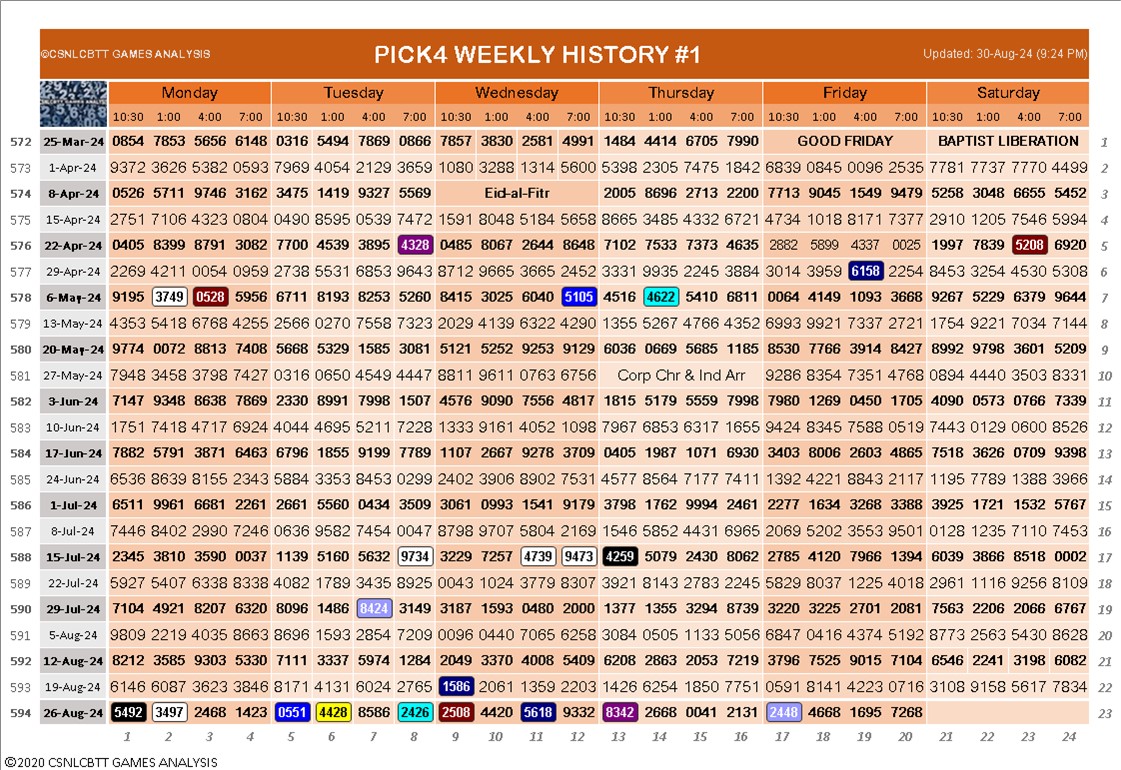 ©CSNLCBTT GAMES ANALYSIS PICK4 WEEKLY HISTORY #1 Updated: 30-Aug-24 (9:24 PM)
Monday Tuesday Wednesday Thursday Friday Saturday
10:30 1:00 4:00 7:00 10:30 1:00 4:00 7:00 10:30 1:00 4:00 7:00 10:30 1:00 4:00 7:00 10:30 1:00 4:00 7:00 10:30 1:00 4:00 7:00
572 25-Mar-24 0854 7853 5656 6148 0316 5494 7869 0866 7857 3830 2581 4991 1484 4414 6705 7990 GOOD FRIDAY BAPTIST LIBERATION 1
573 1-Apr-24 9372 3626 5382 0593 7969 4054 2129 3659 1080 3288 1314 5600 5398 2305 7475 1842 6839 0845 0096 2535 7781 7737 7770 4499 2
574 8-Apr-24 0526 5711 9746 3162 3475 1419 9327 5569 Eid-al-Fitr 2005 8696 2713 2200 7713 9045 1549 9479 5258 3048 6655 5452 3
575 15-Apr-24 2751 7106 4323 0804 0490 8595 0539 7472 1591 8048 5184 5658 8665 3485 4332 6721 4734 1018 8171 7377 2910 1205 7546 5994 4
576 22-Apr-24 0405 8399 8791 3082 7700 4539 3895 4328 0485 8067 2644 8648 7102 7533 7373 4635 2882 5899 4337 0025 1997 7839 5208 6920 5
577 29-Apr-24 2269 4211 0054 0959 2738 5531 6853 9643 8712 9665 3665 2452 3331 9935 2245 3884 3014 3959 6158 2254 8453 3254 4530 5308 6
578 6-May-24 9195 3749 0528 5956 6711 8193 8253 5260 8415 3025 6040 5105 4516 4622 5410 6811 0064 4149 1093 3668 9267 5229 6379 9644 7
579 13-May-24 4353 5418 6768 4255 2566 0270 7558 7323 2029 4139 6322 4290 1355 5267 4766 4352 6993 9921 7337 2721 1754 9221 7034 7144 8
580 20-May-24 9774 0072 8813 7408 5668 5329 1585 3081 5121 5252 9253 9129 6036 0669 5685 1185 8530 7766 3914 8427 8992 9798 3601 5209 9
581 27-May-24 7948 3458 3798 7427 0316 0650 4549 4447 8811 9611 0763 6756 Corp Chr & Ind Arr 9286 8354 7351 4768 0894 4440 3503 8331 10
582 3-Jun-24 7147 9348 8638 7869 2330 8991 7998 1507 4576 9090 7556 4817 1815 5179 5559 7998 7980 1269 0450 1705 4090 0573 0766 7339 11
583 10-Jun-24 1751 7418 4717 6924 4044 4695 5211 7228 1333 9161 4052 1098 7967 6853 6317 1655 9424 8345 7588 0519 7443 0129 0600 8526 12
584 17-Jun-24 7882 5791 3871 6463 6796 1855 9199 7789 1107 2667 9278 3709 0405 1987 1071 6930 3403 8006 2603 4865 7518 3626 0709 9398 13
585 24-Jun-24 6536 8639 8155 2343 5884 3353 8453 0299 2402 3906 8902 7531 4577 8564 7177 7411 1392 4221 8843 2117 1195 7789 1388 3966 14
586 1-Jul-24 6511 9961 6681 2261 2661 5560 0434 3509 3061 0993 1541 9179 3798 1762 9994 2461 2277 1634 3268 3388 3925 1721 1532 5767 15
587 8-Jul-24 7446 8402 2990 7246 0636 9582 7454 0047 8798 9707 5804 2169 1546 5852 4431 6965 2069 5202 3553 9501 0128 1235 7110 7453 16
588 15-Jul-24 2345 3810 3590 0037 1139 5160 5632 9734 3229 7257 4739 9473 4259 5079 2430 8062 2785 4120 7966 1394 6039 3866 8518 0002 17
589 22-Jul-24 5927 5407 6338 8338 4082 1789 3435 8925 0043 1024 3779 8307 3921 8143 2783 2245 5829 8037 1225 4018 2961 1116 9256 8109 18
590 29-Jul-24 7104 4921 8207 6320 8096 1486 8424 3149 3187 1593 0480 2000 1377 1355 3294 8739 3220 3225 2701 2081 7563 2206 2066 6767 19
591 5-Aug-24 9809 2219 4035 8663 8696 1593 2854 7209 0096 0440 7065 6258 3084 0505 1133 5056 6847 0416 4374 5192 8773 2563 5430 8628 20
592 12-Aug-24 8212 3585 9303 5330 7111 3337 5974 1284 2049 3370 4008 5409 6208 2863 2053 7219 3796 7525 9015 7104 6546 2241 3198 6082 21
593 19-Aug-24 6146 6087 3623 3846 8171 4131 6024 2765 1586 2061 1359 2203 1426 6254 1850 7751 0591 8141 4223 0716 3108 9158 5617 7834 22
594 26-Aug-24 5492 3497 2468 1423 0551 4428 8586 2426 2508 4420 5618 9332 8342 2668 0041 2131 2448 4668 1695 7268 23
1 2 3 4 5 6 7 8 9 10 11 12 13 14 15 16 17 18 19 20 21 22 23 24
©2020 CSNLCBTT GAMES ANALYSIS